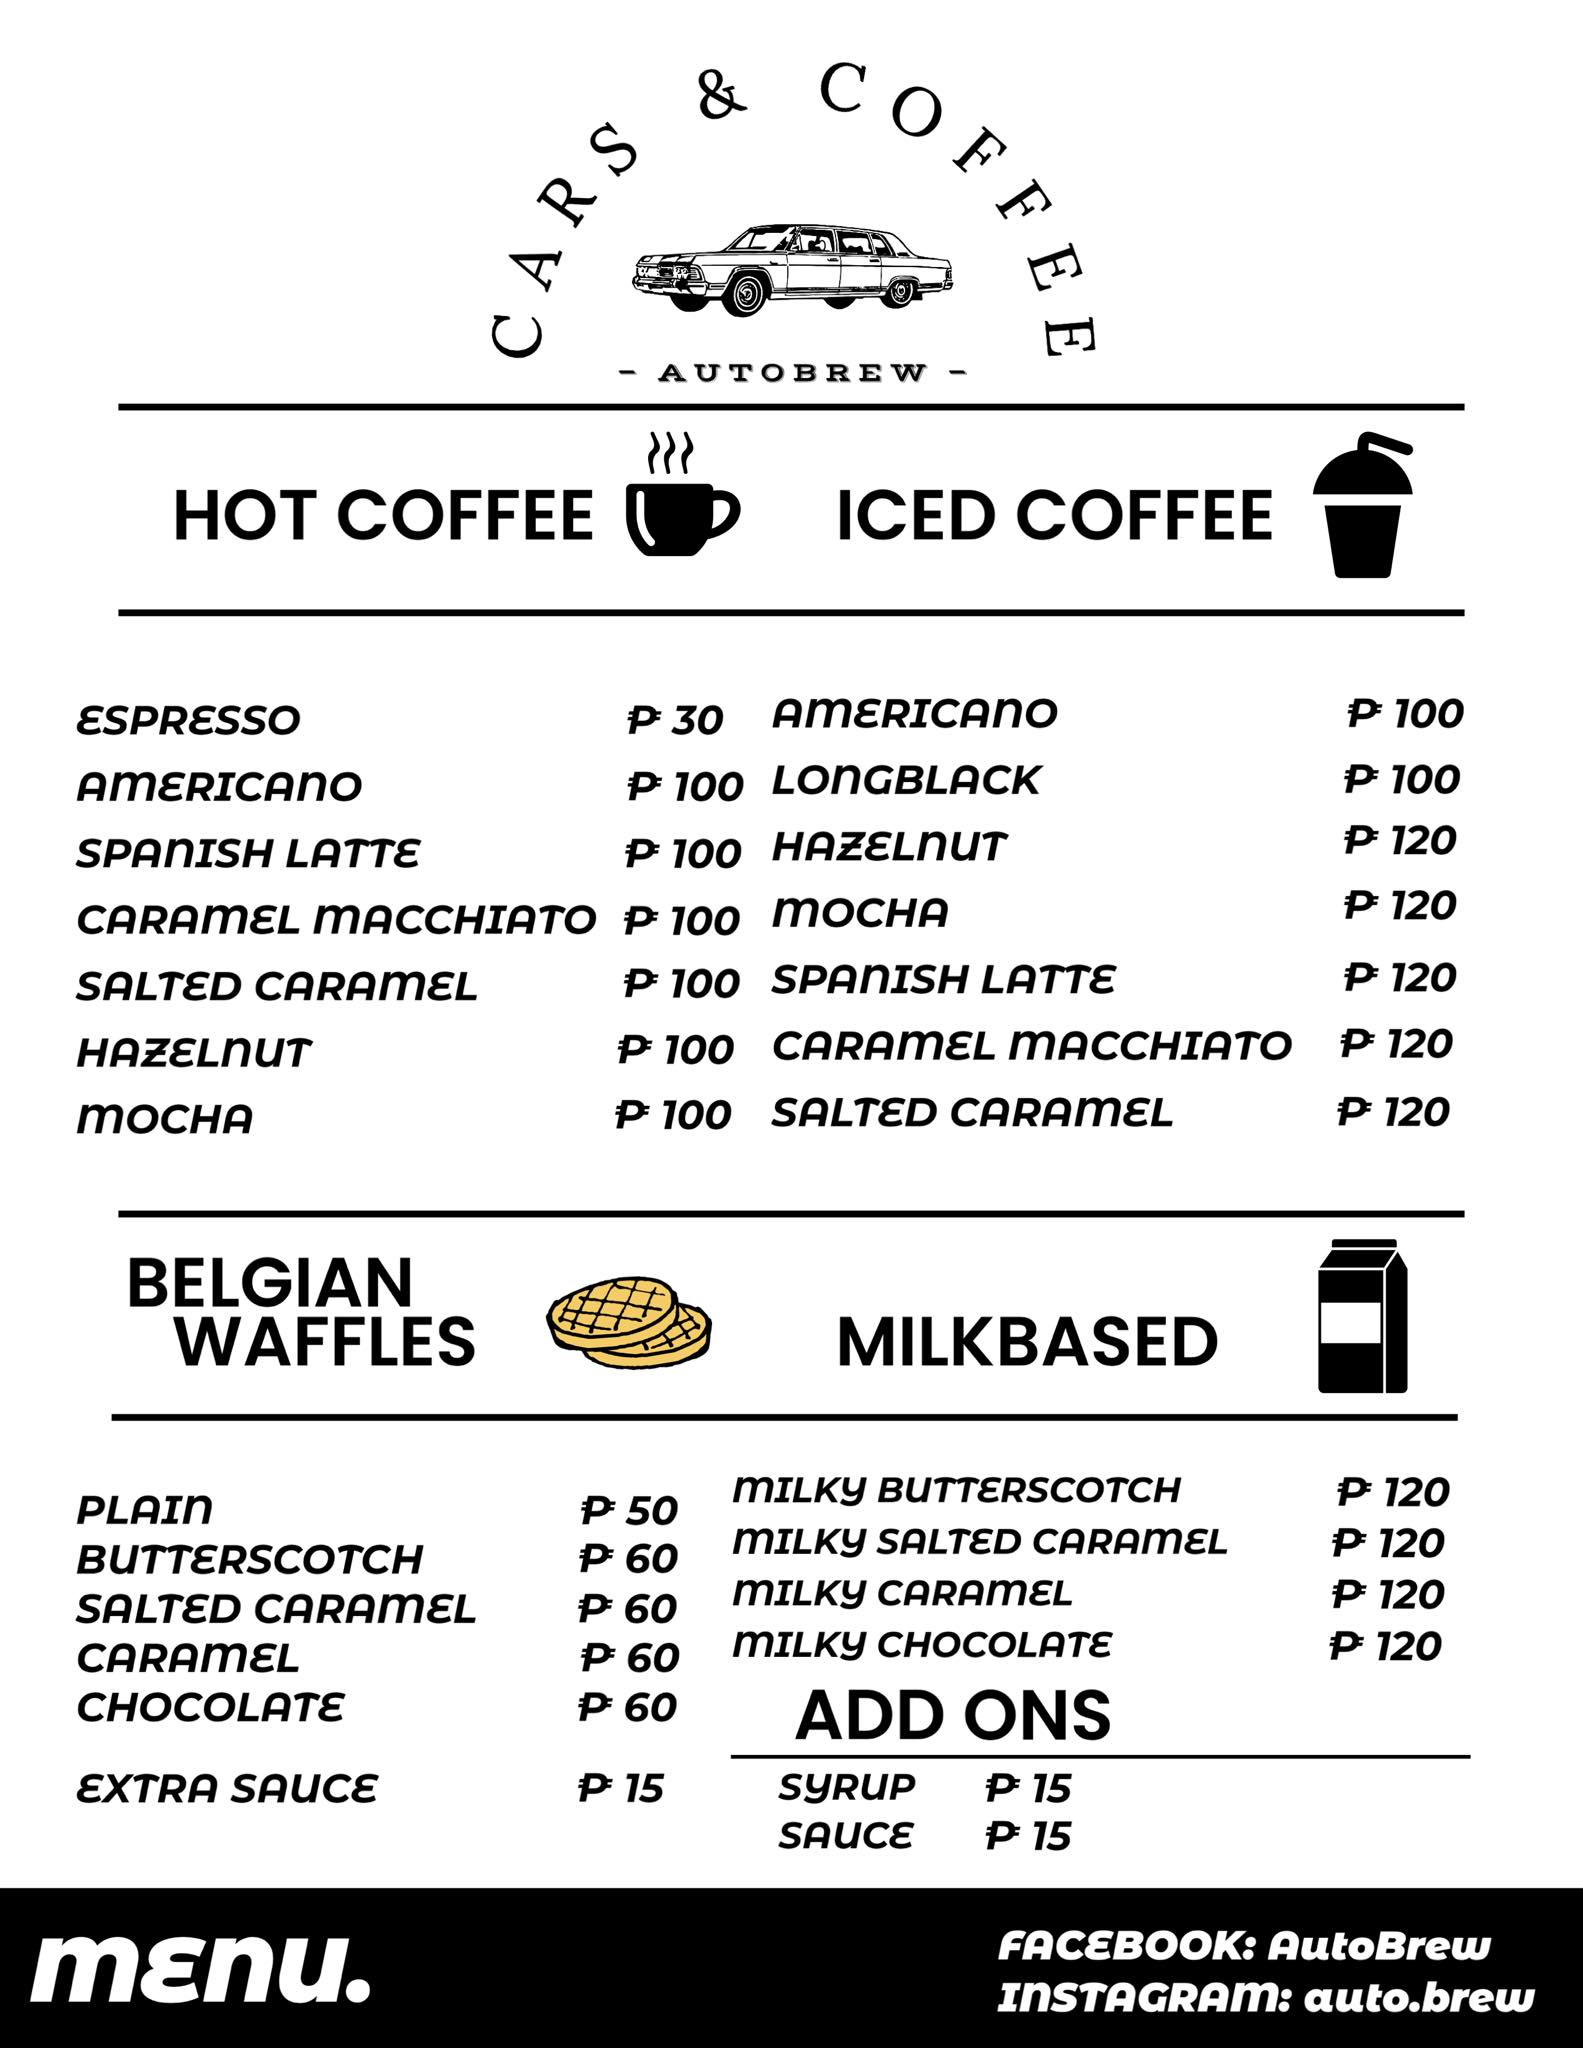 CARS & COFFEE
- AUTOBREW -
HOT COFFEE
ESPRESSO ₱ 30
AMERICANO ₱ 100
SPANISH LATTE ₱ 100
CARAMEL MACCHIATO ₱ 100
SALTED CARAMEL ₱ 100
HAZELNUT ₱ 100
MOCHA ₱ 100
ICED COFFEE
AMERICANO ₱ 100
LONGBLACK ₱ 100
HAZELNUT ₱ 120
MOCHA ₱ 120
SPANISH LATTE ₱ 120
CARAMEL MACCHIATO ₱ 120
SALTED CARAMEL ₱ 120
BELGIAN
WAFFLES
PLAIN ₱ 50
BUTTERSCOTCH ₱ 60
SALTED CARAMEL ₱ 60
CARAMEL ₱ 60
CHOCOLATE ₱ 60
EXTRA SAUCE ₱ 15
MILKBASED
MILKY BUTTERSCOTCH ₱ 120
MILKY SALTED CARAMEL ₱ 120
MILKY CARAMEL ₱ 120
MILKY CHOCOLATE ₱ 120
ADD ONS
SYRUP ₱ 15
SAUCE ₱ 15
menu.
FACEBOOK: AutoBrew
INSTAGRAM: auto.brew